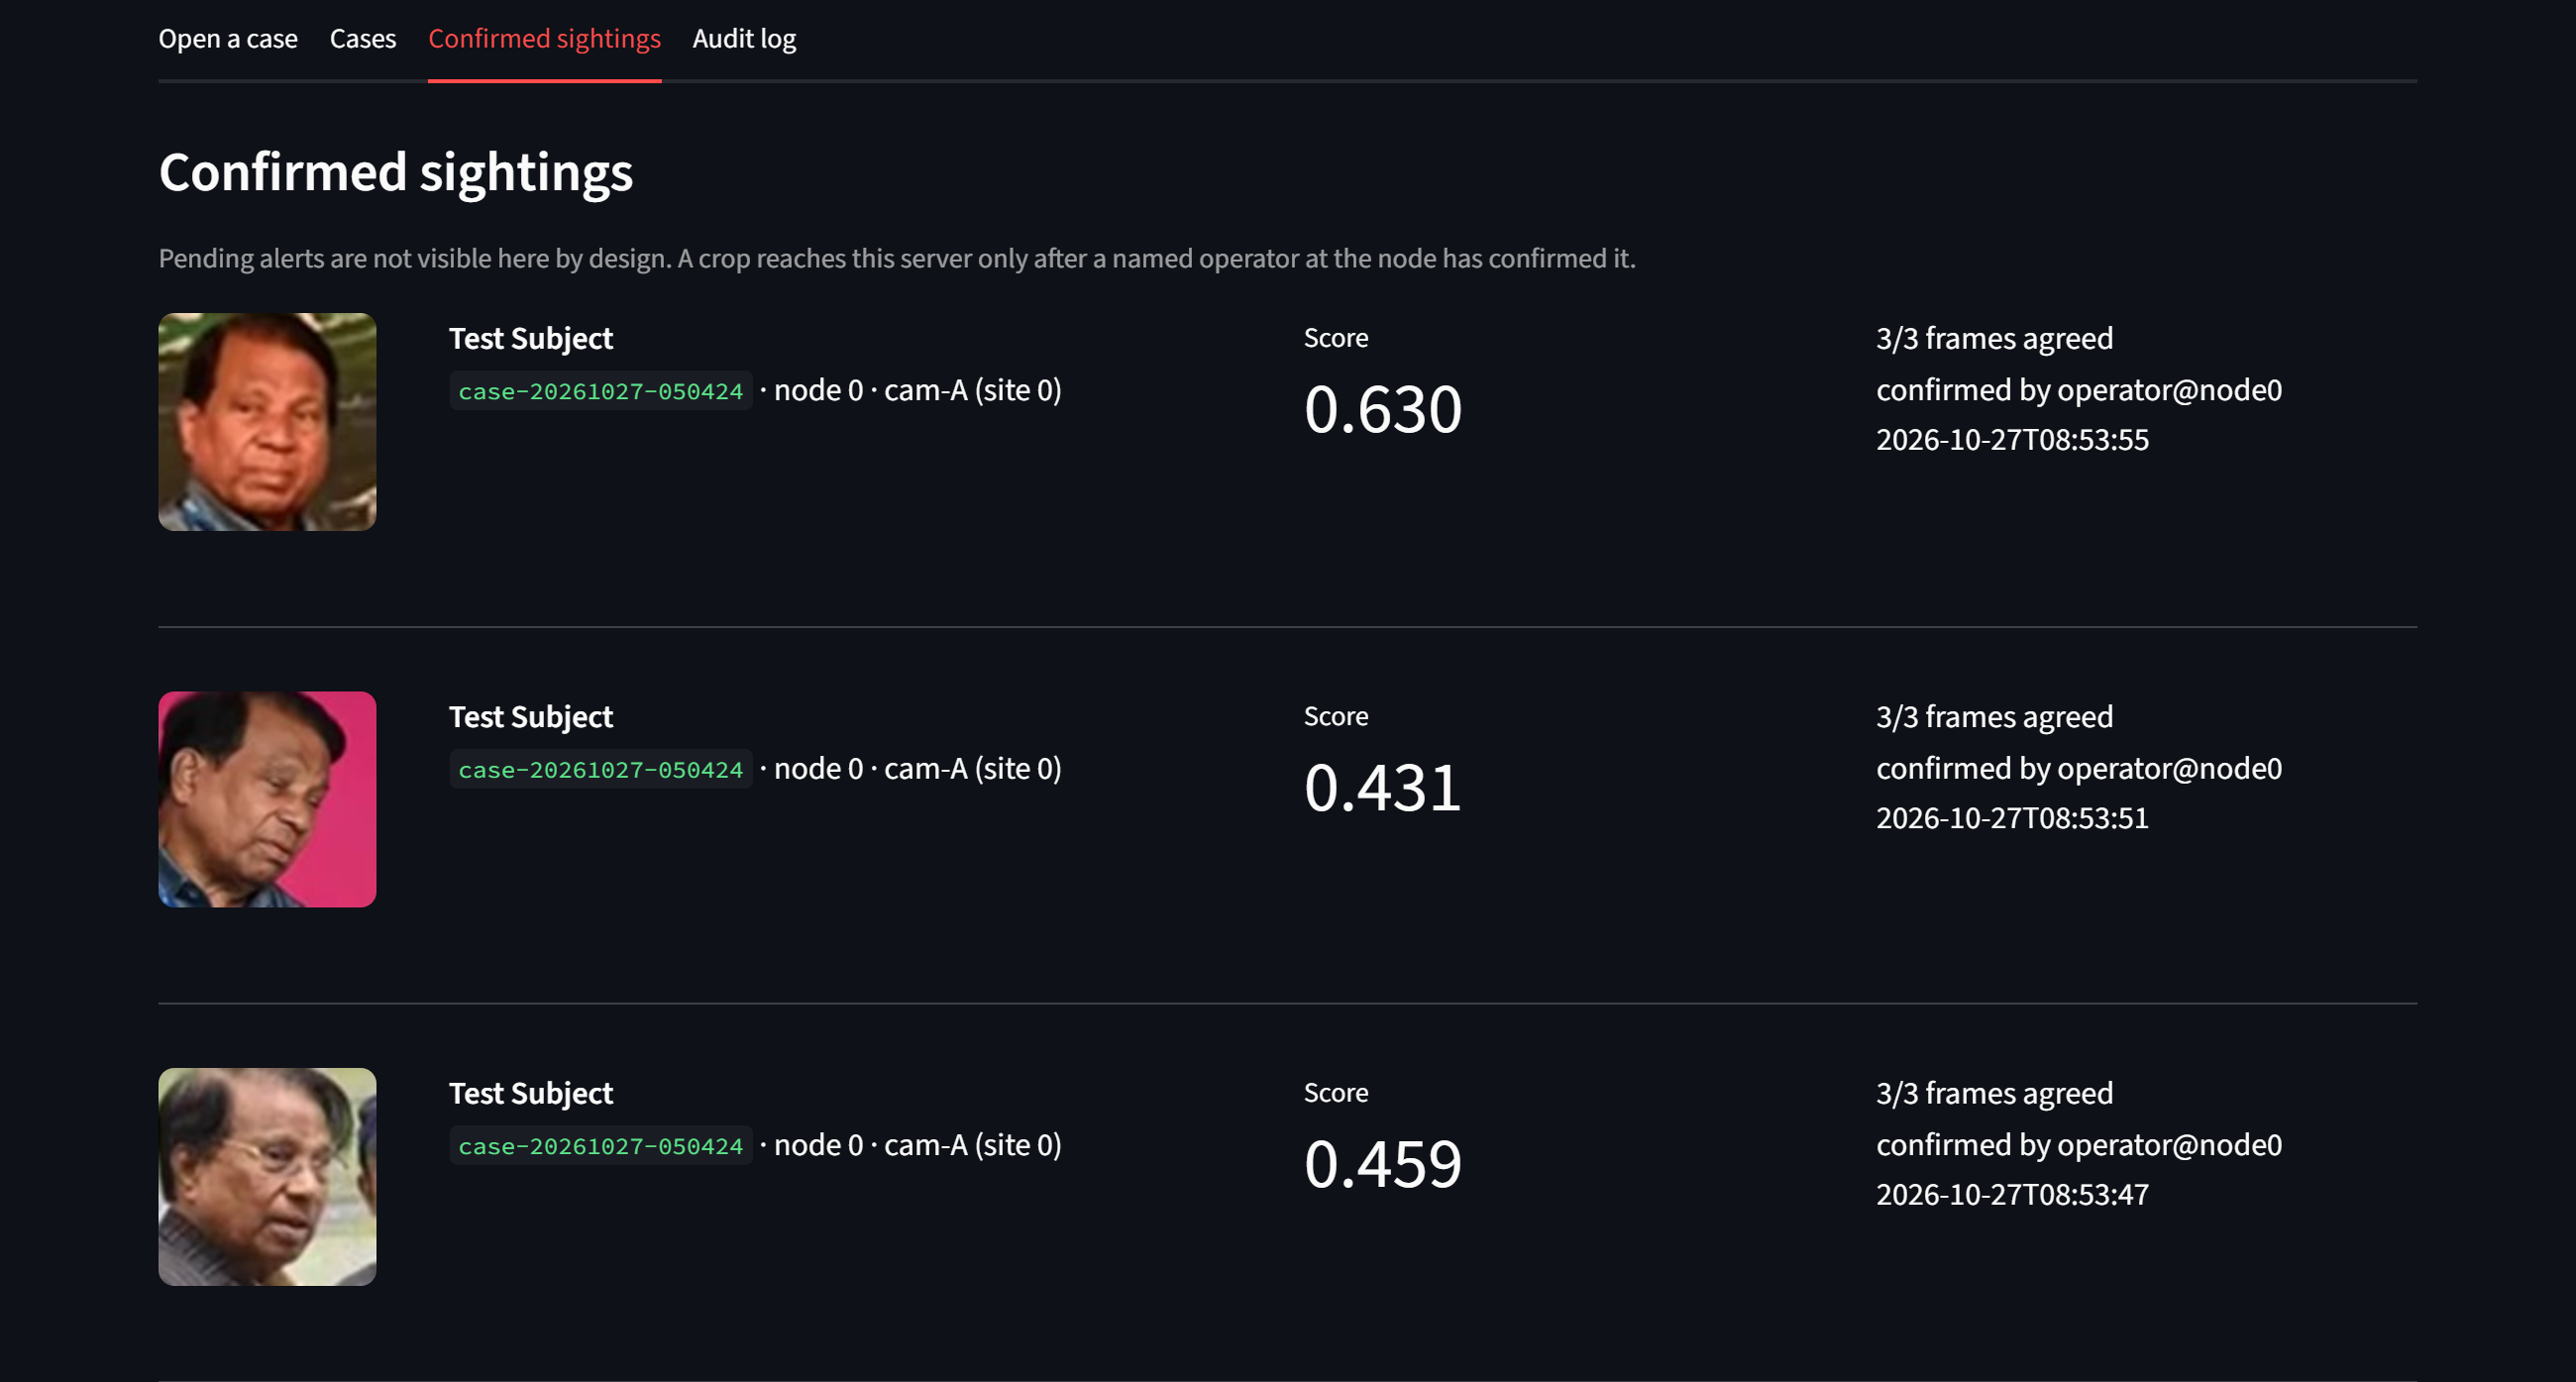 Open a case Cases Confirmed sightings Audit log
Confirmed sightings
Pending alerts are not visible here by design. A crop reaches this server only after a named operator at the node has confirmed it.
Test Subject
case-20261027-050424 · node 0 · cam-A (site 0)
Score
0.630
3/3 frames agreed
confirmed by operator@node0
2026-10-27T08:53:55
Test Subject
case-20261027-050424 · node 0 · cam-A (site 0)
Score
0.431
3/3 frames agreed
confirmed by operator@node0
2026-10-27T08:53:51
Test Subject
case-20261027-050424 · node 0 · cam-A (site 0)
Score
0.459
3/3 frames agreed
confirmed by operator@node0
2026-10-27T08:53:47